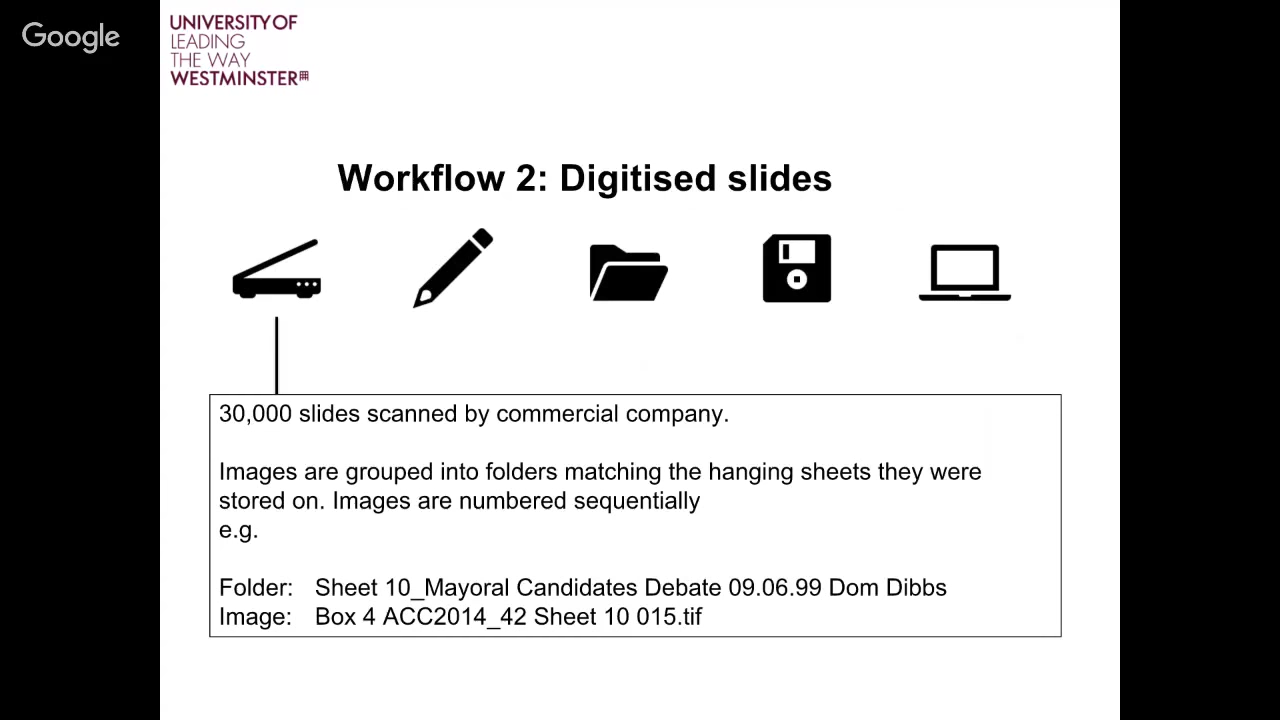 Google
UNIVERSITY OF
LEADING
THE WAY
WESTMINSTER
Workflow 2: Digitised slides
30,000 slides scanned by commercial company.
Images are grouped into folders matching the hanging sheets they were
stored on. Images are numbered sequentially
e.g.
Folder: Sheet 10_Mayoral Candidates Debate 09.06.99 Dom Dibbs
Image: Box 4 ACC2014_42 Sheet 10 015.tif